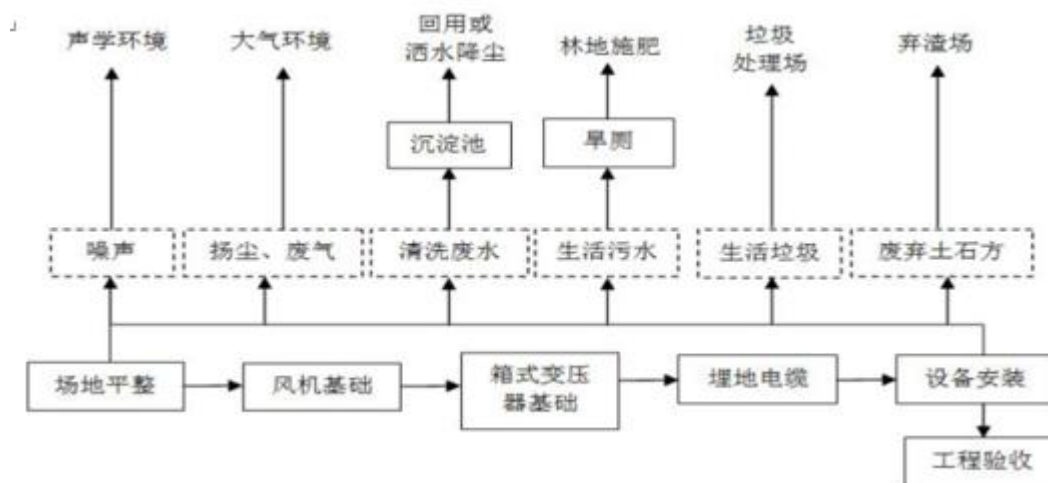 声学环境
大气环境
回用或
洒水降尘
林地施肥
垃圾
处理场
弃渣场
沉淀池
旱厕
噪声
扬尘、废气
清洗废水
生活污水
生活垃圾
废弃土石方
场地平整
风机基础
箱式变压
器基础
埋地电缆
设备安装
工程验收